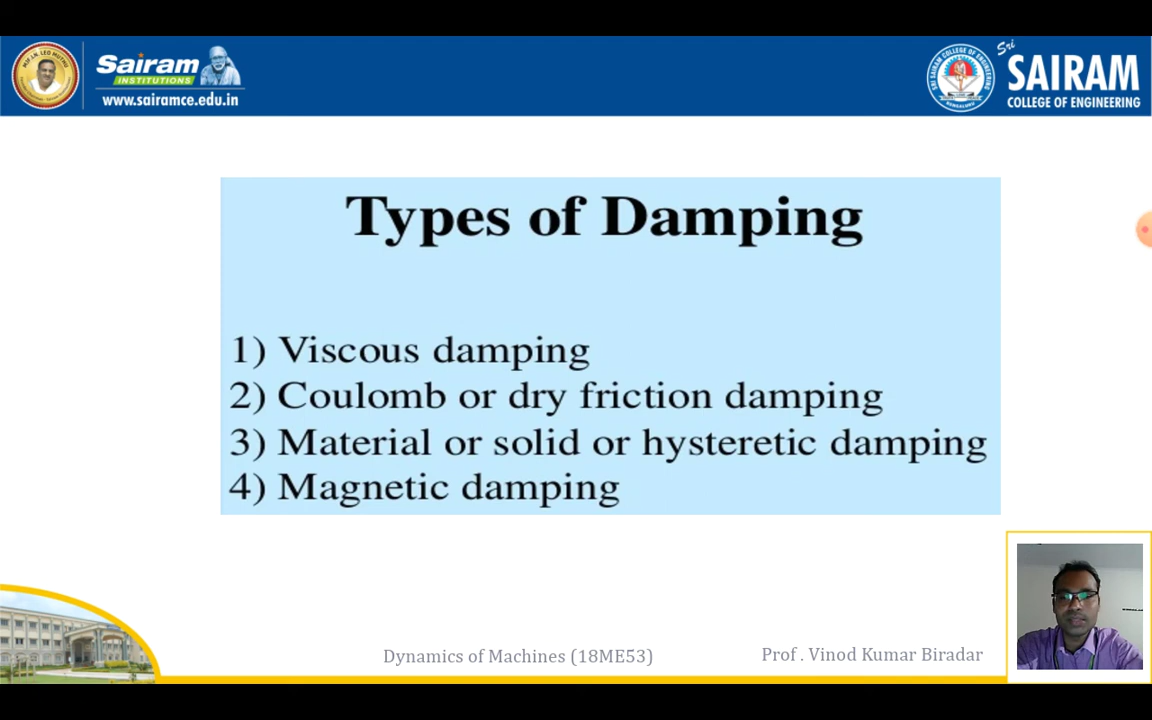 Sairam
INSTITUTIONS
www.sairamce.edu.in
Sri
SAIRAM
COLLEGE OF ENGINEERING
Types of Damping
1) Viscous damping
2) Coulomb or dry friction damping
3) Material or solid or hysteretic damping
4) Magnetic damping
Dynamics of Machines (18ME53)
Prof . Vinod Kumar Biradar